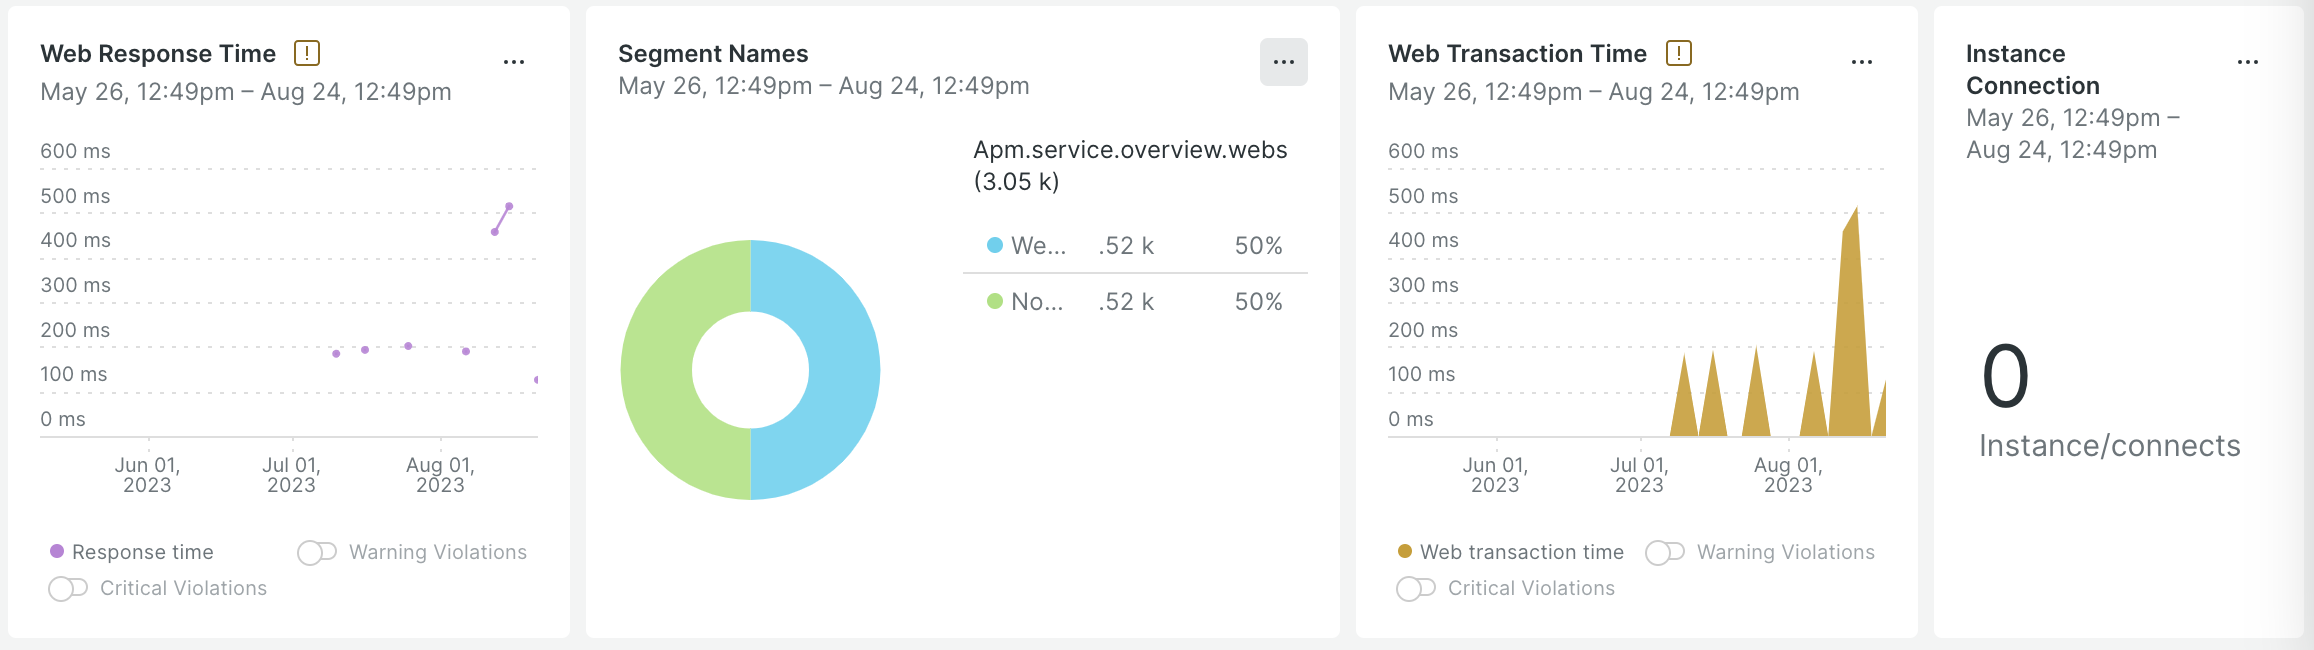 Web Response Time
May 26, 12:49pm – Aug 24, 12:49pm
600 ms
500 ms
400 ms
300 ms
200 ms
100 ms
0 ms
Jun 01,
2023
Jul 01,
2023
Aug 01,
2023
Response time
Warning Violations
Critical Violations
Segment Names
May 26, 12:49pm – Aug 24, 12:49pm
Apm.service.overview.webs
(3.05 k)
We... .52 k 50%
No... .52 k 50%
Web Transaction Time
May 26, 12:49pm – Aug 24, 12:49pm
600 ms
500 ms
400 ms
300 ms
200 ms
100 ms
0 ms
Jun 01,
2023
Jul 01,
2023
Aug 01,
2023
Web transaction time
Warning Violations
Critical Violations
Instance
Connection
May 26, 12:49pm –
Aug 24, 12:49pm
0
Instance/connects